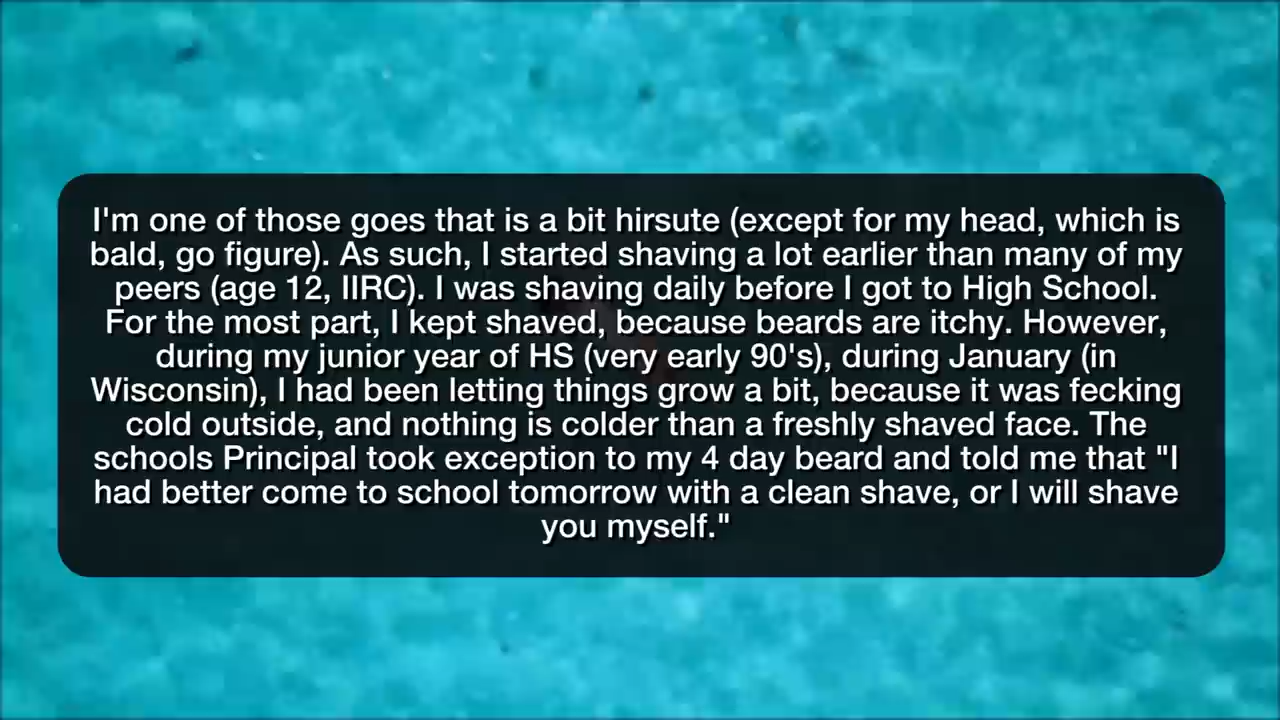 I'm one of those goes that is a bit hirsute (except for my head, which is
bald, go figure). As such, I started shaving a lot earlier than many of my
peers (age 12, IIRC). I was shaving daily before I got to High School.
For the most part, I kept shaved, because beards are itchy. However,
during my junior year of HS (very early 90's), during January (in
Wisconsin), I had been letting things grow a bit, because it was fecking
cold outside, and nothing is colder than a freshly shaved face. The
schools Principal took exception to my 4 day beard and told me that "I
had better come to school tomorrow with a clean shave, or I will shave
you myself."